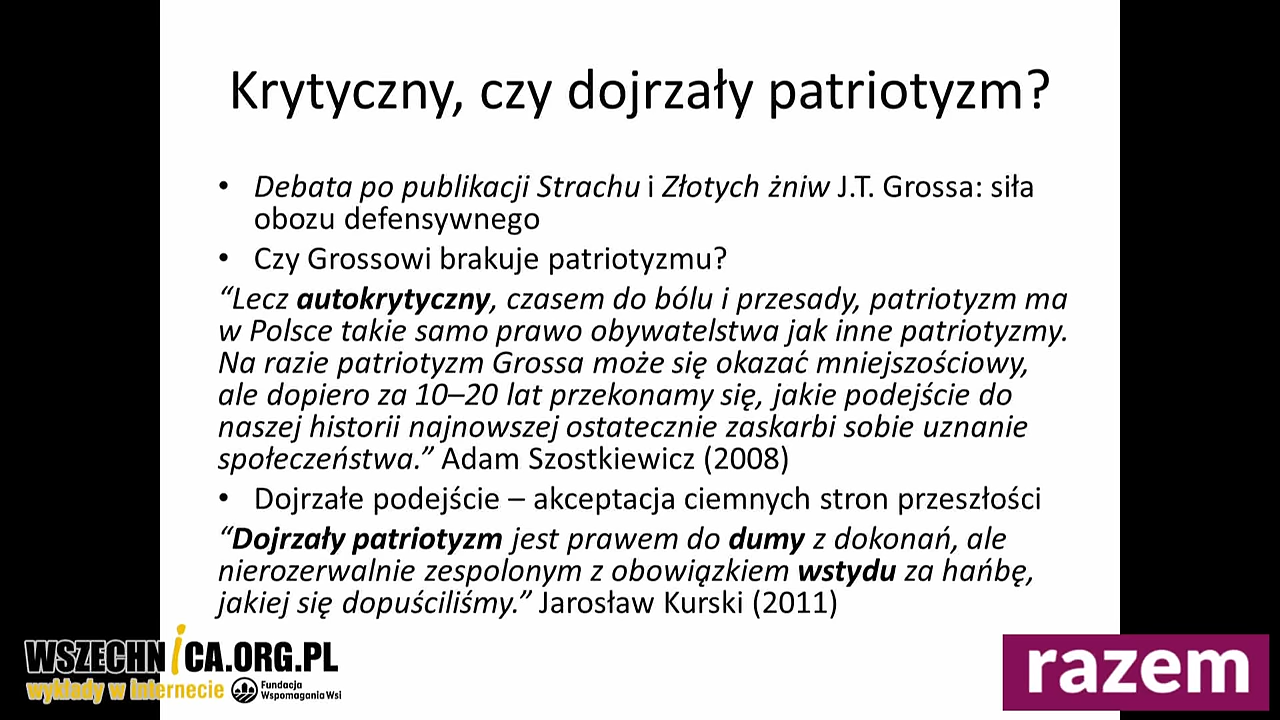 Krytyczny, czy dojrzały patriotyzm?
• Debata po publikacji Strachu i Złotych żniw J.T. Grossa: siła
obozu defensywnego
• Czy Grossowi brakuje patriotyzmu?
“Lecz autokrytyczny, czasem do bólu i przesady, patriotyzm ma
w Polsce takie samo prawo obywatelstwa jak inne patriotyzmy.
Na razie patriotyzm Grossa może się okazać mniejszościowy,
ale dopiero za 10–20 lat przekonamy się, jakie podejście do
naszej historii najnowszej ostatecznie zaskarbi sobie uznanie
społeczeństwa.” Adam Szostkiewicz (2008)
• Dojrzałe podejście – akceptacja ciemnych stron przeszłości
“Dojrzały patriotyzm jest prawem do dumy z dokonań, ale
nierozerwalnie zespolonym z obowiązkiem wstydu za hańbę,
jakiej się dopuściliśmy.” Jarosław Kurski (2011)
WSZECHNICA.ORG.PL
wykłady w internecie
Fundacja
Wspomagania Wsi
razem